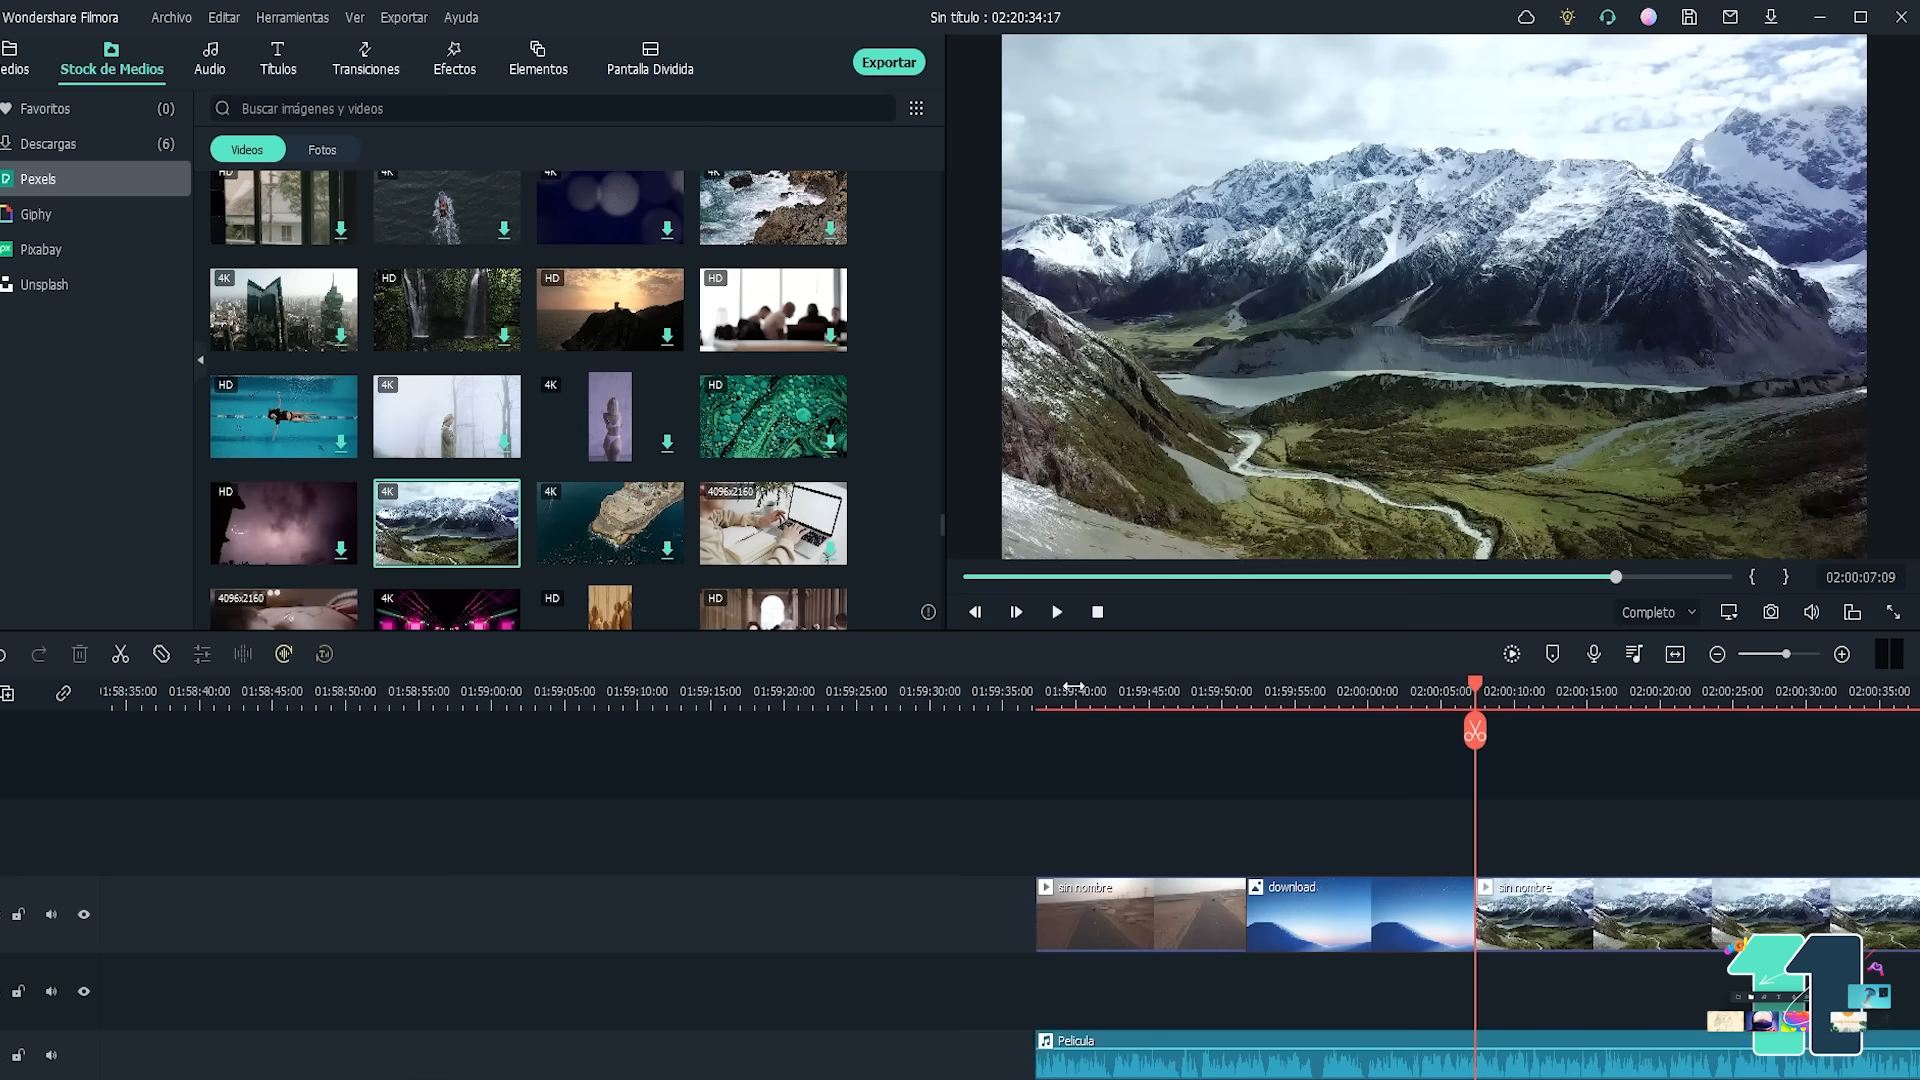 Wondershare Filmora
Archivo
Editar
Herramientas
Ver
Exportar
Ayuda
Sin título : 02:20:34:17
edios
Stock de Medios
Audio
Títulos
Transiciones
Efectos
Elementos
Pantalla Dividida
Exportar
Favoritos (0)
Descargas (6)
Pexels
Giphy
Pixabay
Unsplash
Buscar imágenes y videos
Videos
Fotos
HD
4K
4K
4K
4K
HD
HD
HD
HD
4K
4K
HD
HD
4K
4K
4096x2160
4096x2160
4K
HD
HD
{ }
02:00:07:09
Completo
01:58:35:00
01:58:40:00
01:58:45:00
01:58:50:00
01:58:55:00
01:59:00:00
01:59:05:00
01:59:10:00
01:59:15:00
01:59:20:00
01:59:25:00
01:59:30:00
01:59:35:00
01:59:40:00
01:59:45:00
01:59:50:00
01:59:55:00
02:00:00:00
02:00:05:00
02:00:10:00
02:00:15:00
02:00:20:00
02:00:25:00
02:00:30:00
02:00:35:00
sin nombre
download
sin nombre
Pelicula
11